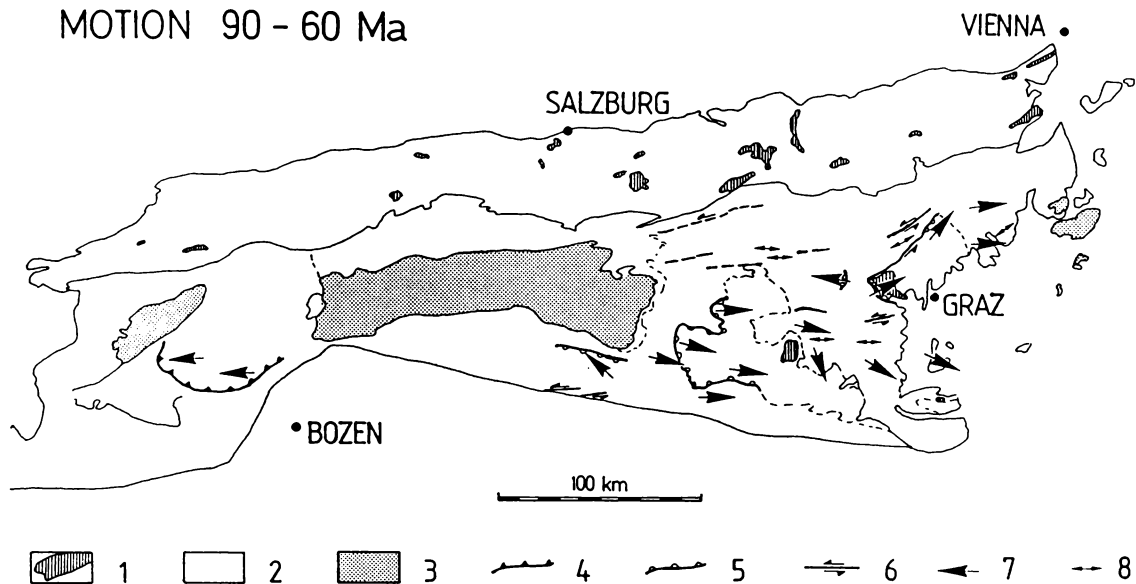 MOTION 90 - 60 Ma
VIENNA
SALZBURG
GRAZ
BOZEN
100 km
1 2 3 4 5 6 7 8